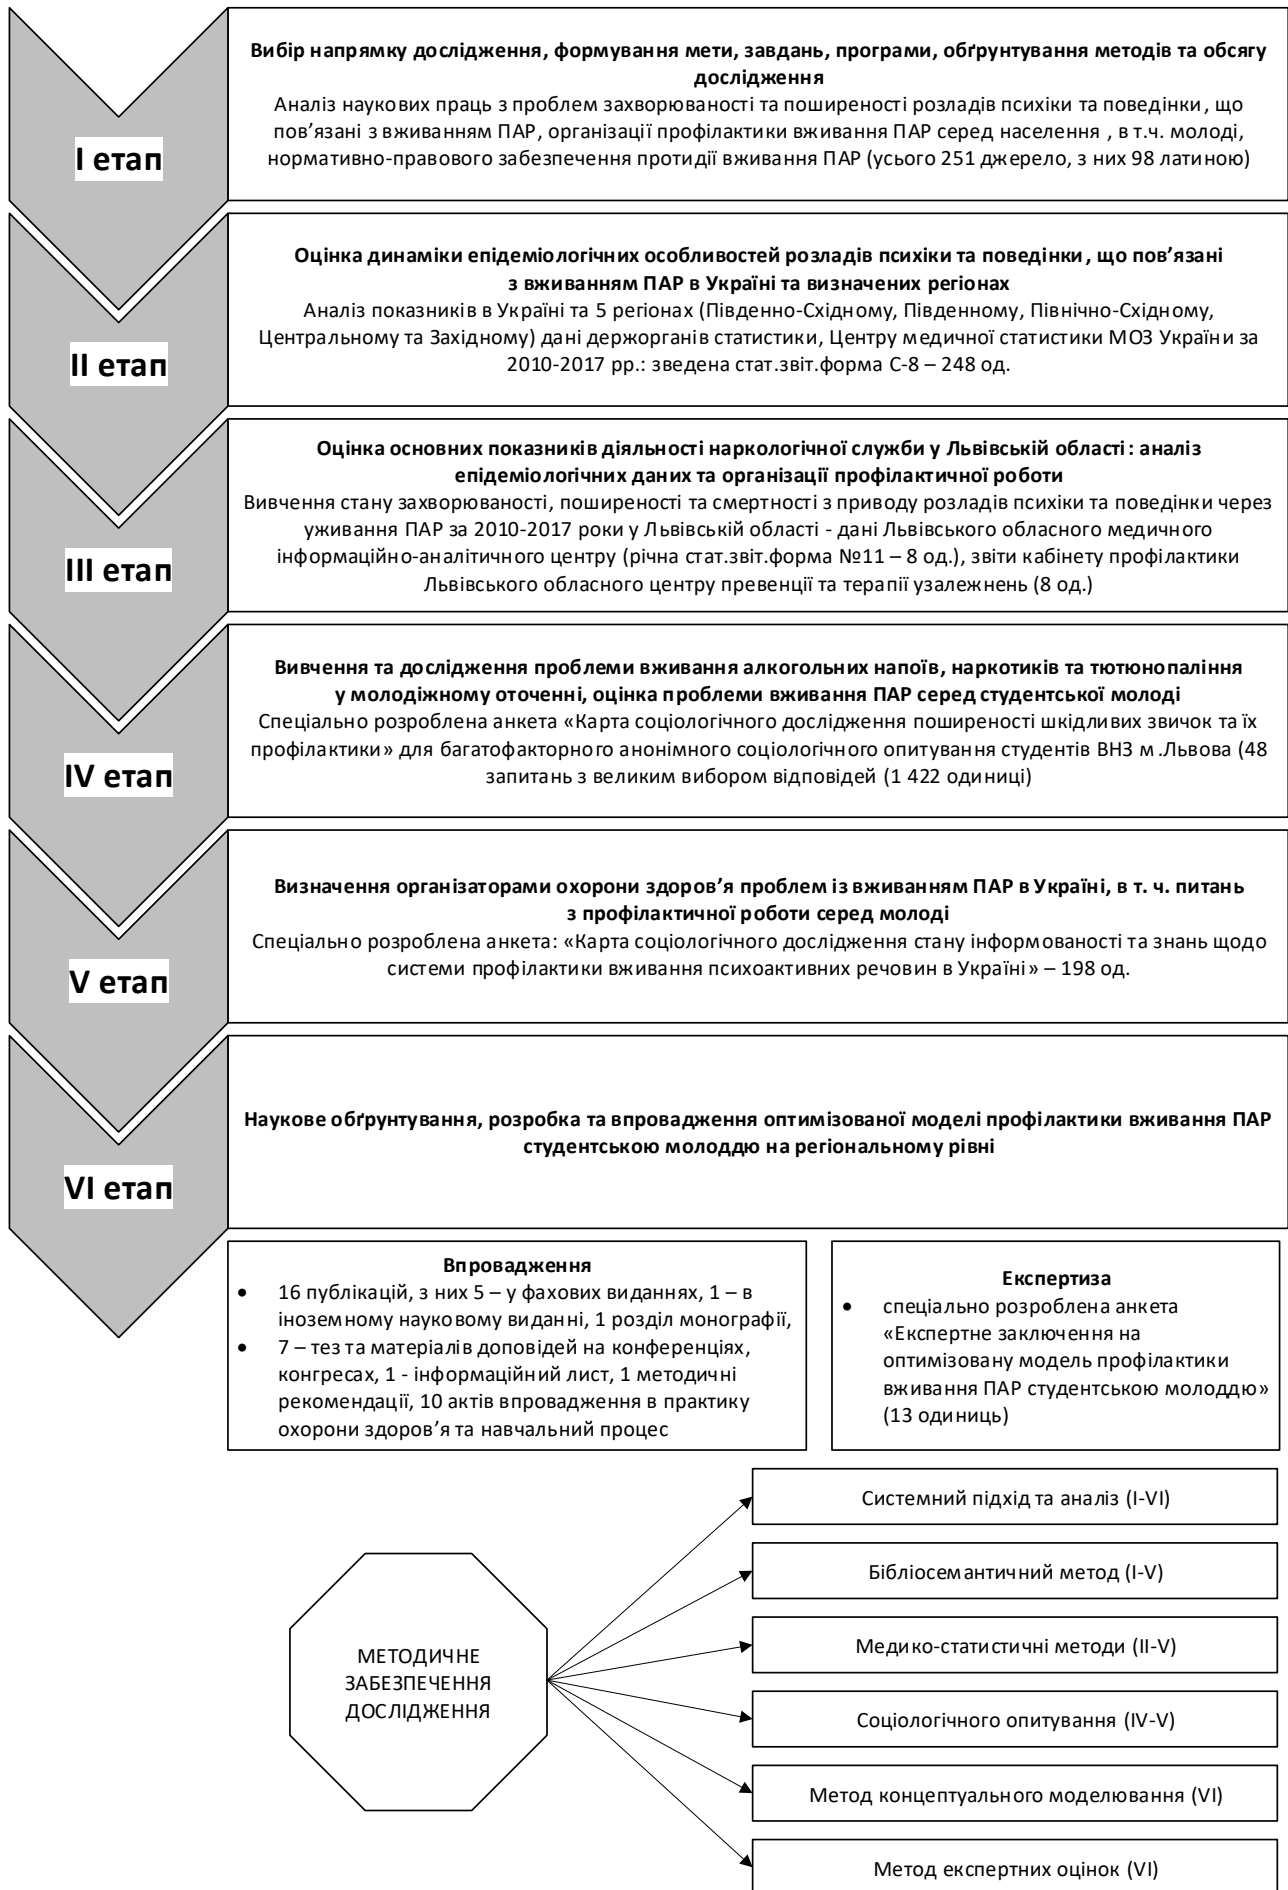 I етап
Вибір напрямку дослідження, формування мети, завдань, програми, обґрунтування методів та обсягу
дослідження
Аналіз наукових праць з проблем захворюваності та поширеності розладів психіки та поведінки, що
пов’язані з вживанням ПАР, організації профілактики вживання ПАР серед населення, в т.ч. молоді,
нормативно-правового забезпечення протидії вживання ПАР (усього 251 джерело, з них 98 латиною)
II етап
Оцінка динаміки епідеміологічних особливостей розладів психіки та поведінки, що пов’язані
з вживанням ПАР в Україні та визначених регіонах
Аналіз показників в Україні та 5 регіонах (Південно-Східному, Південному, Північно-Східному,
Центральному та Західному) дані держорганів статистики, Центру медичної статистики МОЗ України за
2010-2017 рр.: зведена стат.звіт.форма С-8 – 248 од.
III етап
Оцінка основних показників діяльності наркологічної служби у Львівській області: аналіз
епідеміологічних даних та організації профілактичної роботи
Вивчення стану захворюваності, поширеності та смертності з приводу розладів психіки та поведінки через
уживання ПАР за 2010-2017 роки у Львівській області - дані Львівського обласного медичного
інформаційно-аналітичного центру (річна стат.звіт.форма №11 – 8 од.), звіти кабінету профілактики
Львівського обласного центру превенції та терапії узалежнень (8 од.)
IV етап
Вивчення та дослідження проблеми вживання алкогольних напоїв, наркотиків та тютюнопаління
у молодіжному оточенні, оцінка проблеми вживання ПАР серед студентської молоді
Спеціально розроблена анкета «Карта соціологічного дослідження поширеності шкідливих звичок та їх
профілактики» для багатофакторного анонімного соціологічного опитування студентів ВНЗ м.Львова (48
запитань з великим вибором відповідей (1 422 одиниці)
V етап
Визначення організаторами охорони здоров’я проблем із вживанням ПАР в Україні, в т. ч. питань
з профілактичної роботи серед молоді
Спеціально розроблена анкета: «Карта соціологічного дослідження стану інформованості та знань щодо
системи профілактики вживання психоактивних речовин в Україні» – 198 од.
VI етап
Наукове обґрунтування, розробка та впровадження оптимізованої моделі профілактики вживання ПАР
студентською молоддю на регіональному рівні
Впровадження
• 16 публікацій, з них 5 – у фахових виданнях, 1 – в
іноземному науковому виданні, 1 розділ монографії,
• 7 – тез та матеріалів доповідей на конференціях,
конгресах, 1 - інформаційний лист, 1 методичні
рекомендації, 10 актів впровадження в практику
охорони здоров’я та навчальний процес
Експертиза
• спеціально розроблена анкета
«Експертне заключення на
оптимізовану модель профілактики
вживання ПАР студентською молоддю»
(13 одиниць)
МЕТОДИЧНЕ
ЗАБЕЗПЕЧЕННЯ
ДОСЛІДЖЕННЯ
Системний підхід та аналіз (I-VI)
Бібліосемантичний метод (I-V)
Медико-статистичні методи (II-V)
Соціологічного опитування (IV-V)
Метод концептуального моделювання (VI)
Метод експертних оцінок (VI)